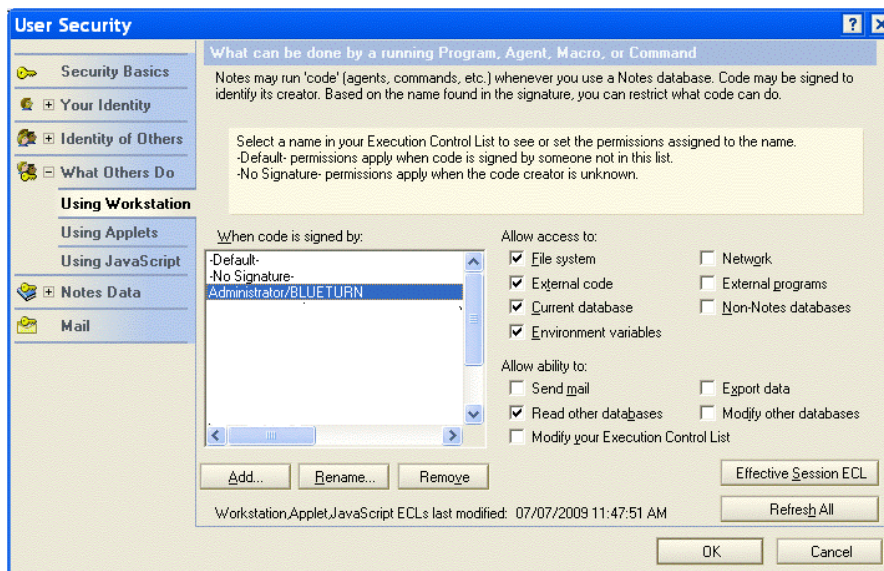 User Security
Security Basics
Your Identity
Identity of Others
What Others Do
Using Workstation
Using Applets
Using JavaScript
Notes Data
Mail
What can be done by a running Program, Agent, Macro, or Command
Notes may run 'code' (agents, commands, etc.) whenever you use a Notes database. Code may be signed to
identify its creator. Based on the name found in the signature, you can restrict what code can do.
Select a name in your Execution Control List to see or set the permissions assigned to the name.
-Default- permissions apply when code is signed by someone not in this list.
-No Signature- permissions apply when the code creator is unknown.
When code is signed by:
-Default-
-No Signature-
Administrator/BLUETURN
Allow access to:
File system Network
External code External programs
Current database Non-Notes databases
Environment variables
Allow ability to:
Send mail Export data
Read other databases Modify other databases
Modify your Execution Control List
Add... Rename... Remove
Effective Session ECL
Workstation,Applet,JavaScript ECLs last modified: 07/07/2009 11:47:51 AM
Refresh All
OK Cancel